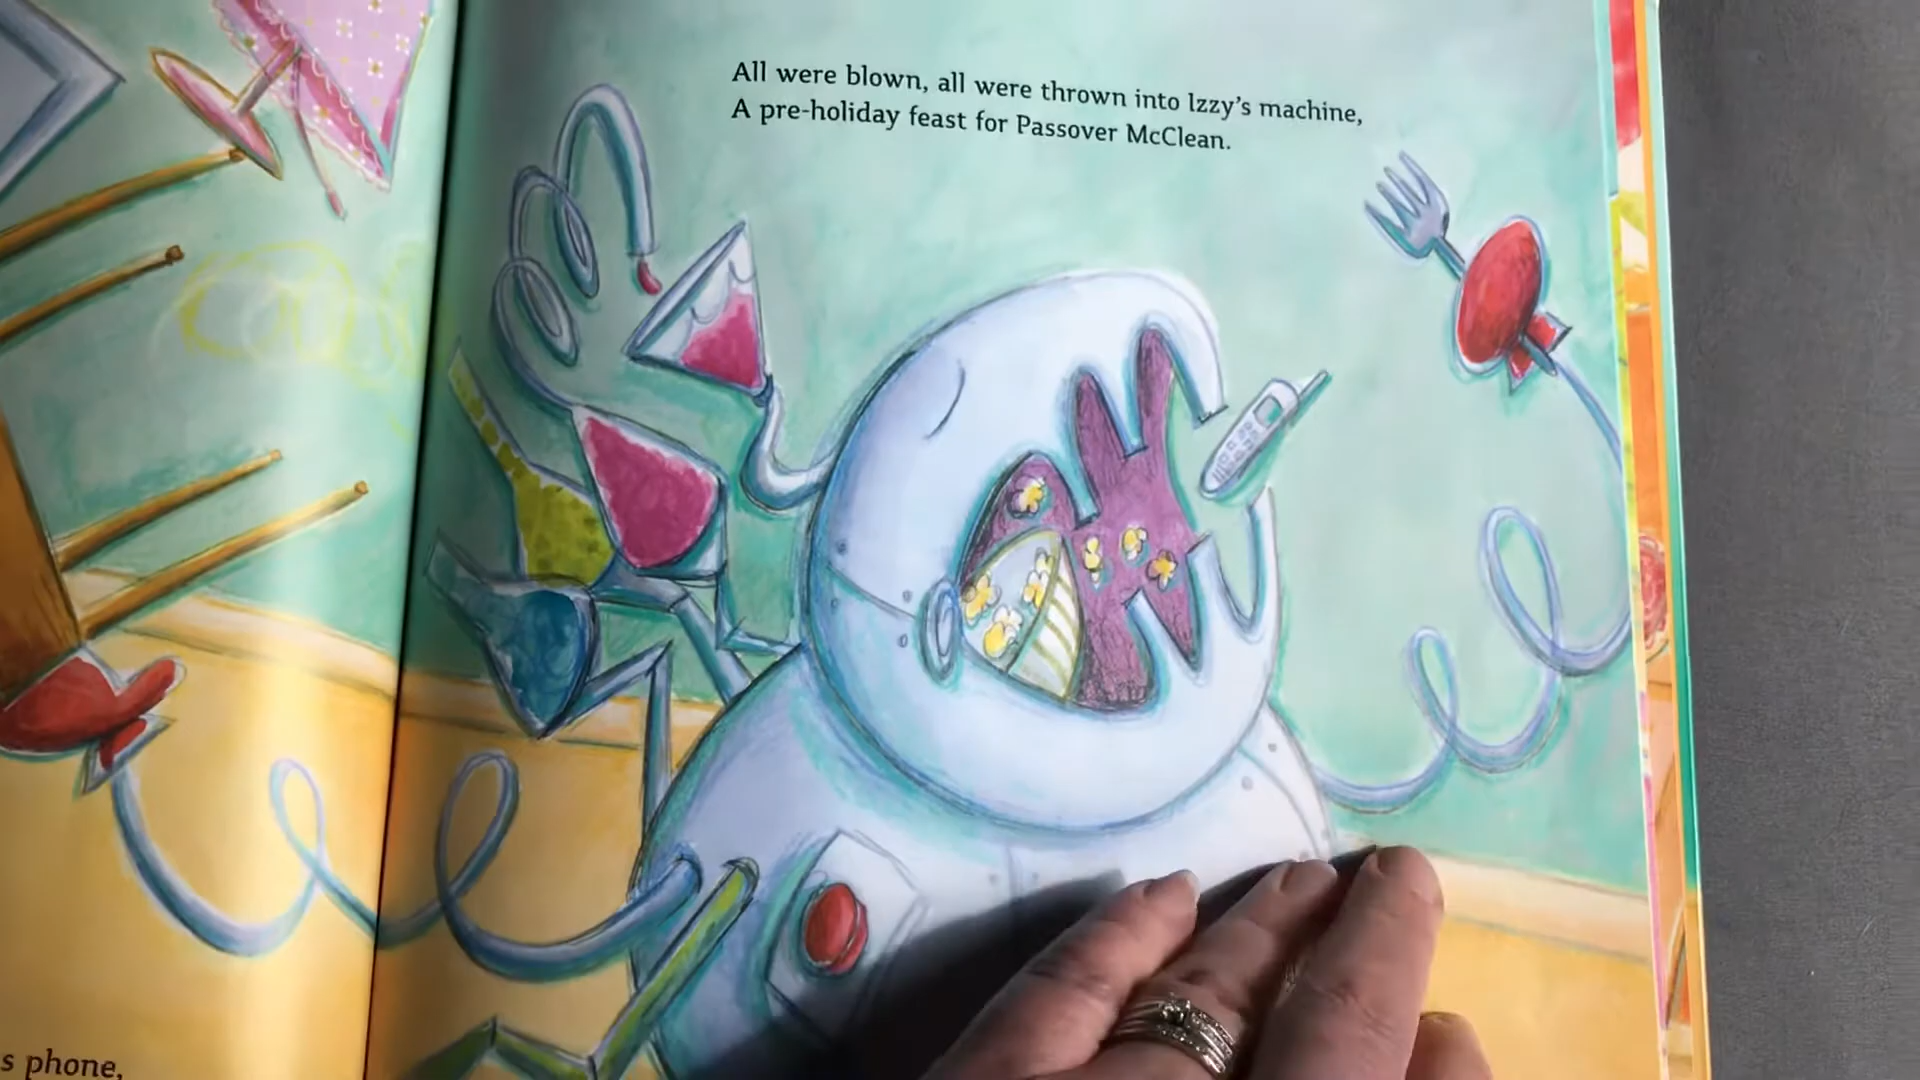 All were blown, all were thrown into Izzy's machine,
A pre-holiday feast for Passover McClean.
s phone,